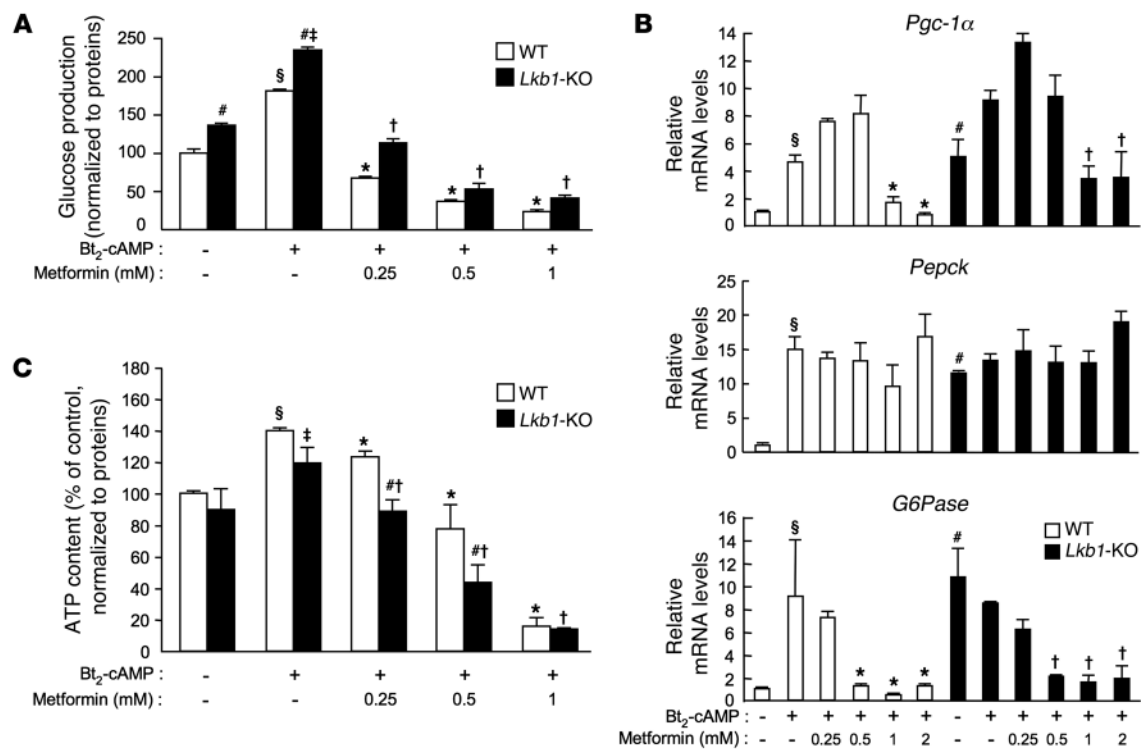 A
Glucose production
(normalized to proteins)
250
200
150
100
50
0
#
§
#‡
*
†
*
†
*
†
WT
Lkb1-KO
Bt₂-cAMP : - + + + +
Metformin (mM) : - - 0.25 0.5 1
C
ATP content (% of control,
normalized to proteins)
180
160
140
120
100
80
60
40
20
0
§
‡
*
#†
*
#†
*
†
WT
Lkb1-KO
Bt₂-cAMP : - + + + +
Metformin (mM) : - - 0.25 0.5 1
B
Pgc-1α
Relative
mRNA levels
14
12
10
8
6
4
2
0
§
*
*
#
†
†
Pepck
Relative
mRNA levels
25
20
15
10
5
0
§
#
G6Pase
Relative
mRNA levels
16
14
12
10
8
6
4
2
0
§
*
*
*
#
†
†
†
WT
Lkb1-KO
Bt₂-cAMP : - + + + + + - + + + + +
Metformin (mM) : - - 0.25 0.5 1 2 - - 0.25 0.5 1 2